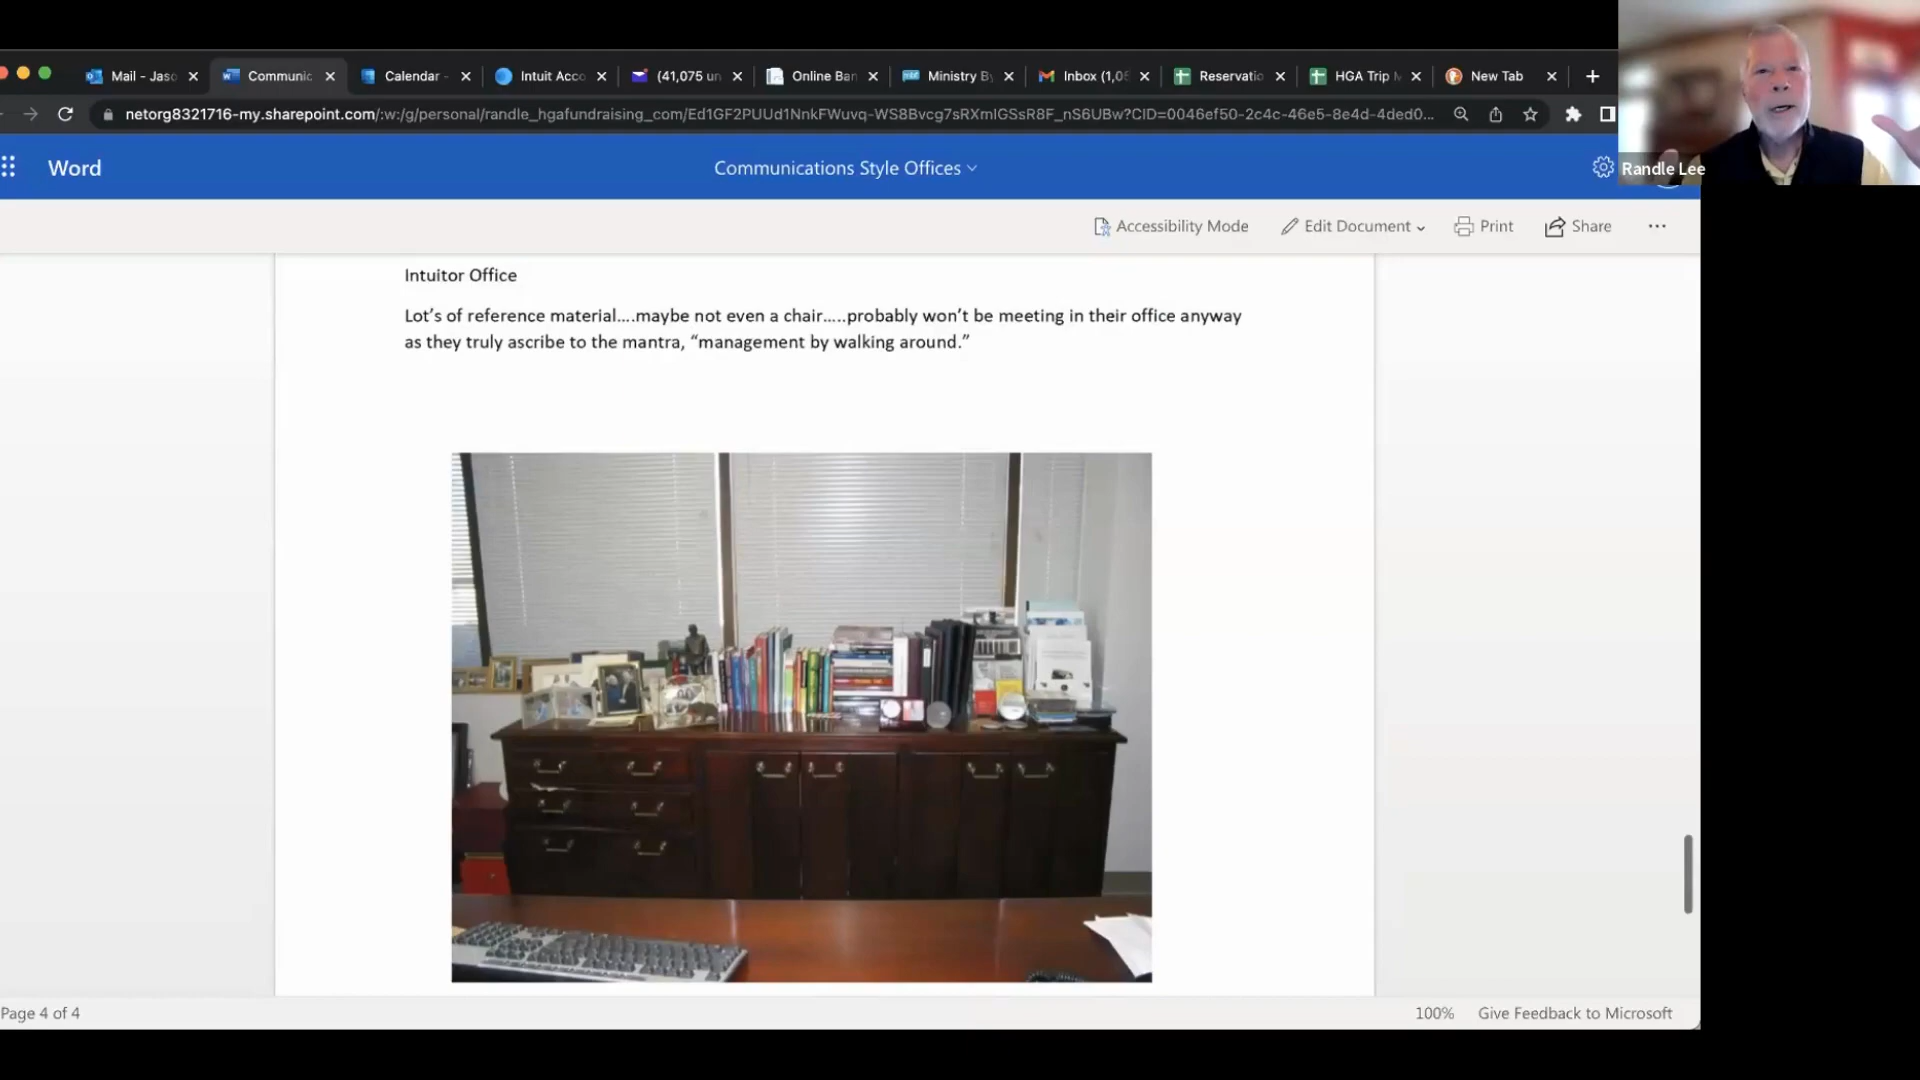 Mail - Jasc
Communic
Calendar -
Intuit Acco
(41,075 un
Online Ban
Ministry By
Inbox (1,05
Reservatio
HGA Trip M
New Tab
netorg8321716-my.sharepoint.com/:w:/g/personal/randle_hgafundraising_com/Ed1GF2PUUd1NnkFWuvq-WS8Bvcg7sRXmIGSsR8F_nS6UBw?CID=0046ef50-2c4c-46e5-8e4d-4ded0...
Word
Communications Style Offices
Randle Lee
Accessibility Mode
Edit Document
Print
Share
Intuitor Office
Lot’s of reference material....maybe not even a chair.....probably won’t be meeting in their office anyway
as they truly ascribe to the mantra, “management by walking around.”
Page 4 of 4
100%
Give Feedback to Microsoft